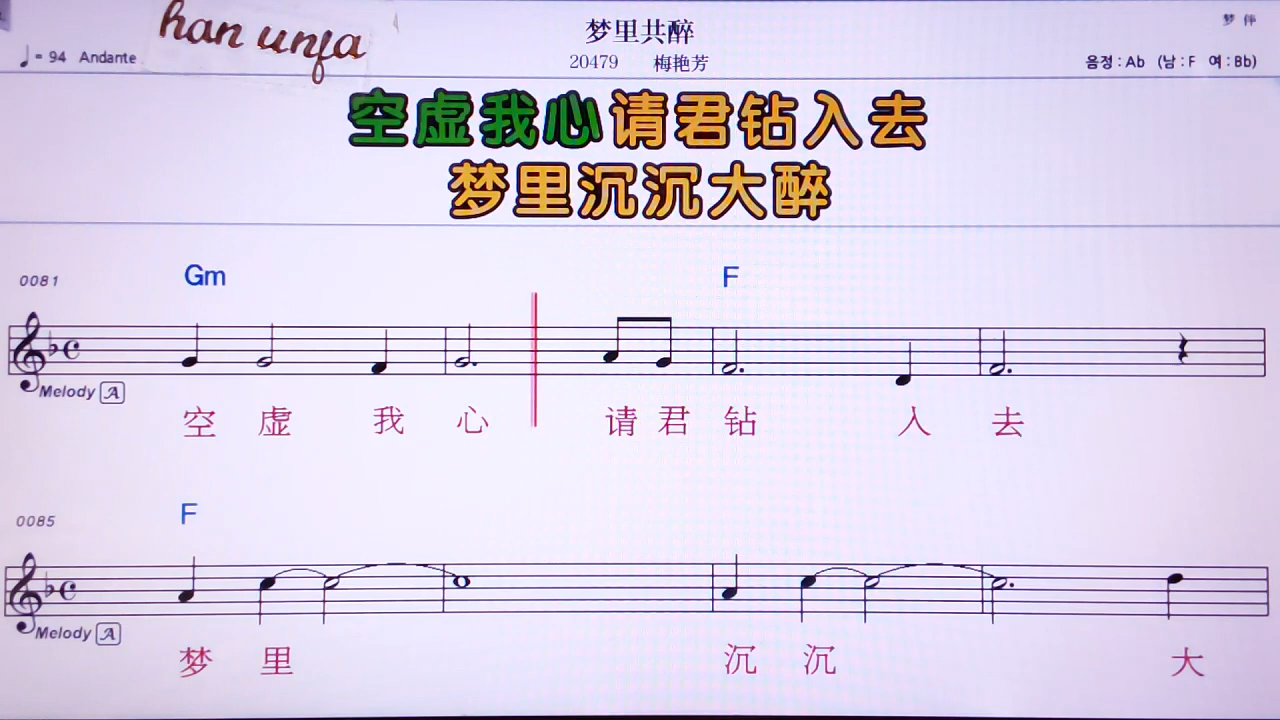 han unfa
梦里共醉
梦 伴
♩= 94 Andante
20479 梅艳芳
음정 : Ab (남 : F 여 : Bb)
空虚我心请君钻入去
梦里沉沉大醉
0081
Gm F
Melody A
空 虚 我 心 请 君 钻 入 去
0085
F
Melody A
梦 里 沉 沉 大